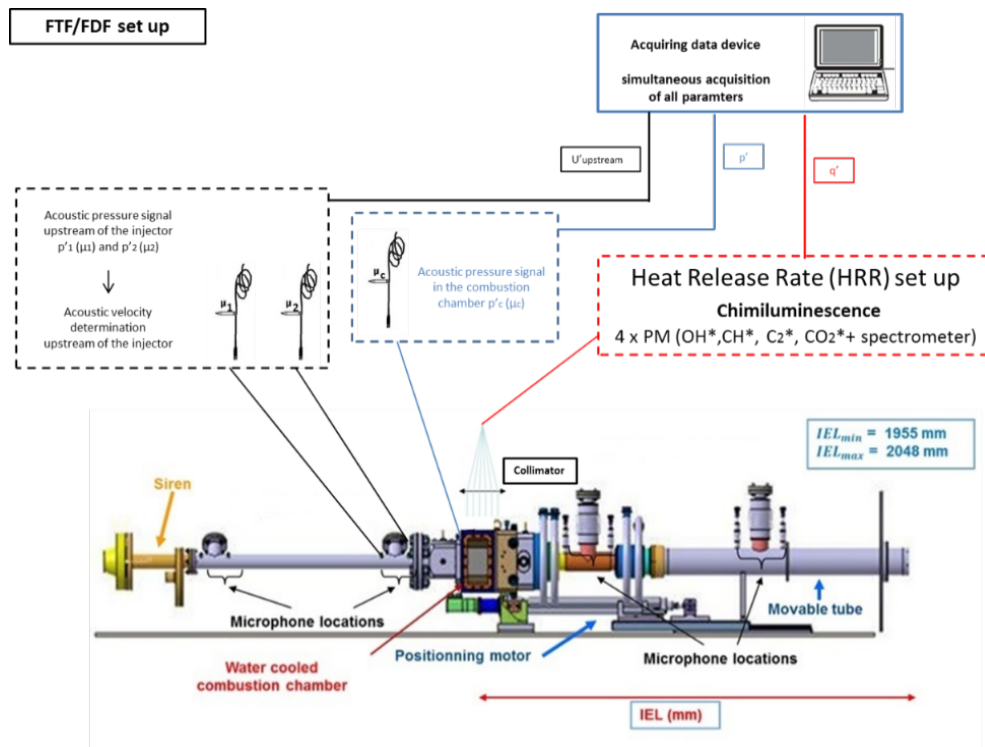 FTF/FDF set up
Acquiring data device
simultaneous acquisition
of all paramters
U'upstream
p'
q'
Acoustic pressure signal
upstream of the injector
p'1 (μ1) and p'2 (μ2)
Acoustic velocity
determination
upstream of the injector
μ1
μ2
μc
Acoustic pressure signal
in the combustion
chamber p'c (μc)
Heat Release Rate (HRR) set up
Chimiluminescence
4 x PM (OH*,CH*, C2*, CO2*+ spectrometer)
IELmin = 1955 mm
IELmax = 2048 mm
Collimator
Siren
Microphone locations
Movable tube
Positionning motor
Microphone locations
Water cooled
combustion chamber
IEL (mm)